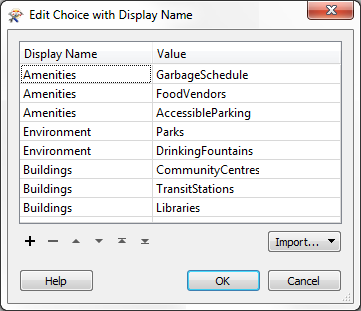 Edit Choice with Display Name
Display Name Value
Amenities GarbageSchedule
Amenities FoodVendors
Amenities AccessibleParking
Environment Parks
Environment DrinkingFountains
Buildings CommunityCentres
Buildings TransitStations
Buildings Libraries
Import...
Help OK Cancel